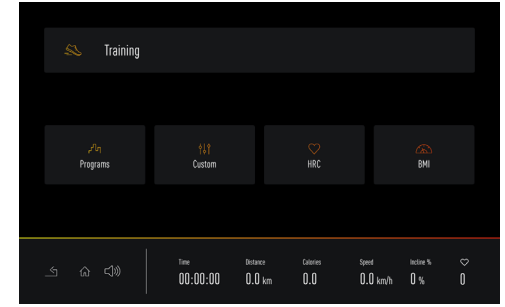 Training
Programs
Custom
HRC
BMI
Time
Distance
Calories
Speed
Incline %
00:00:00
0.0 km
0.0
0.0 km/h
0 %
0